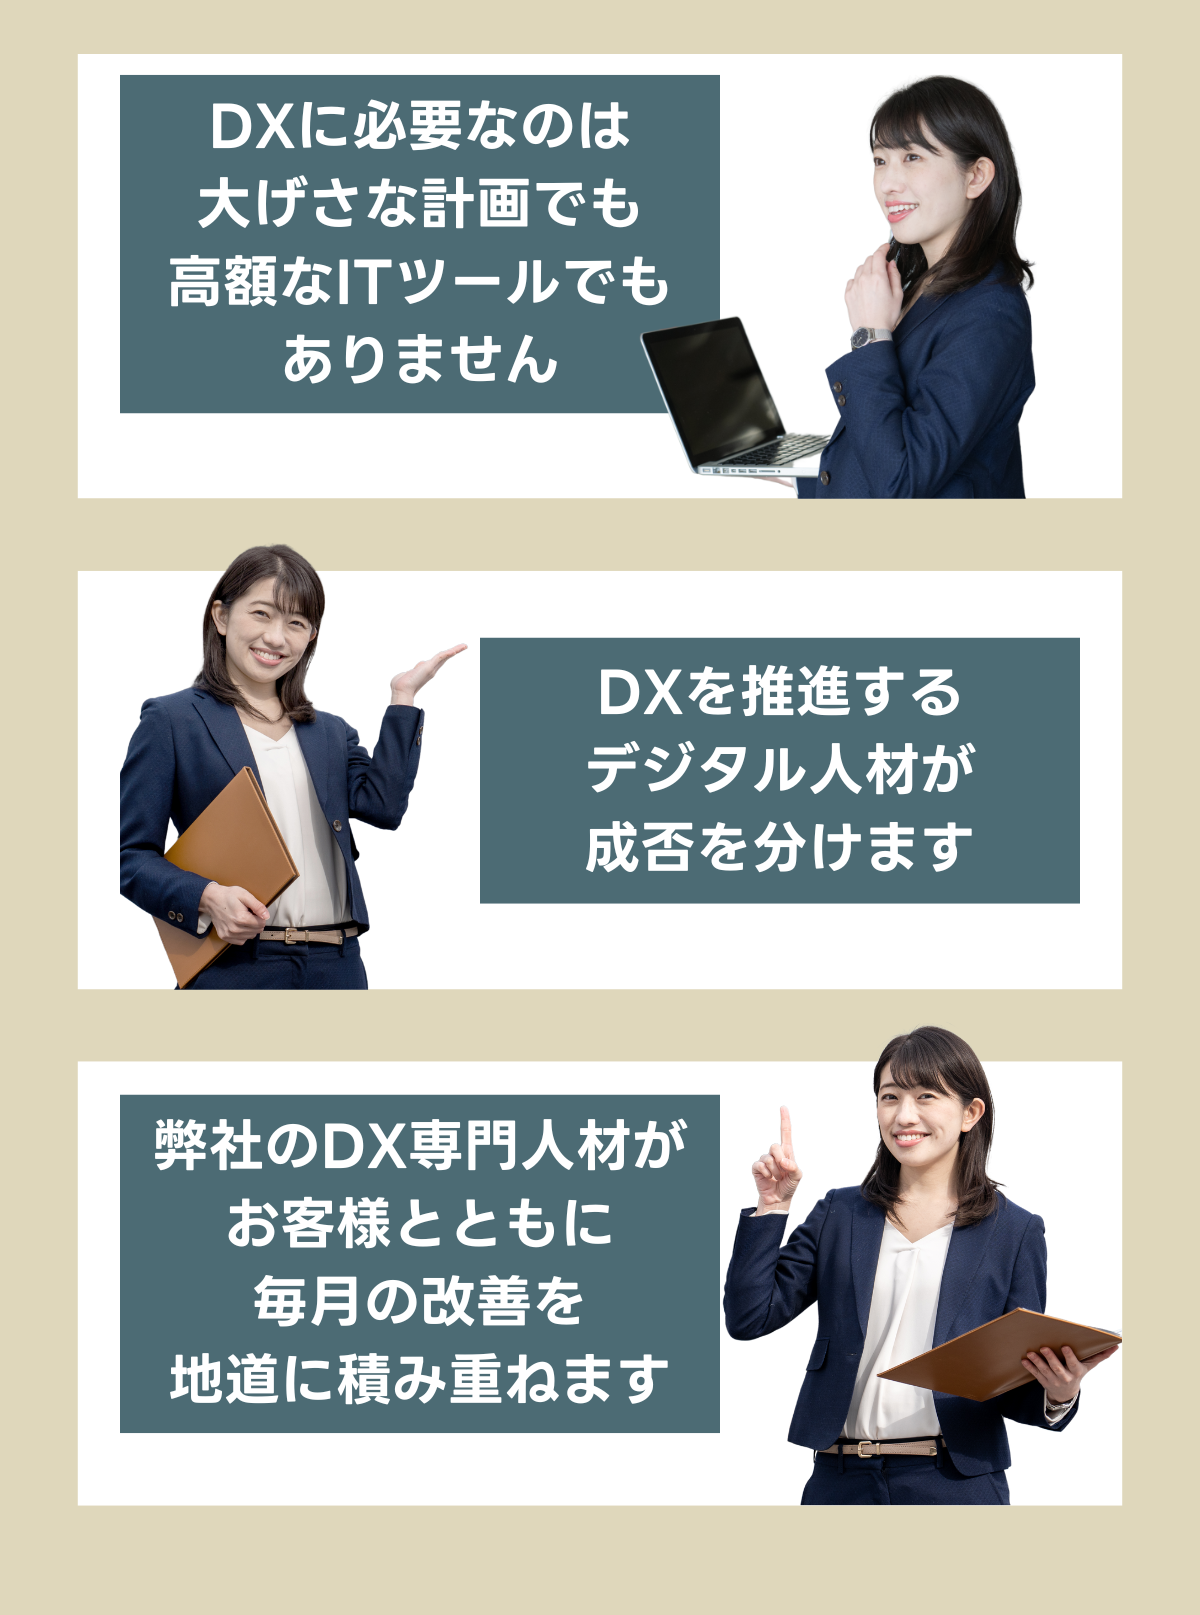 DXに必要なのは
大げさな計画でも
高額なITツールでも
ありません
DXを推進する
デジタル人材が
成否を分けます
弊社のDX専門人材が
お客様とともに
毎月の改善を
地道に積み重ねます